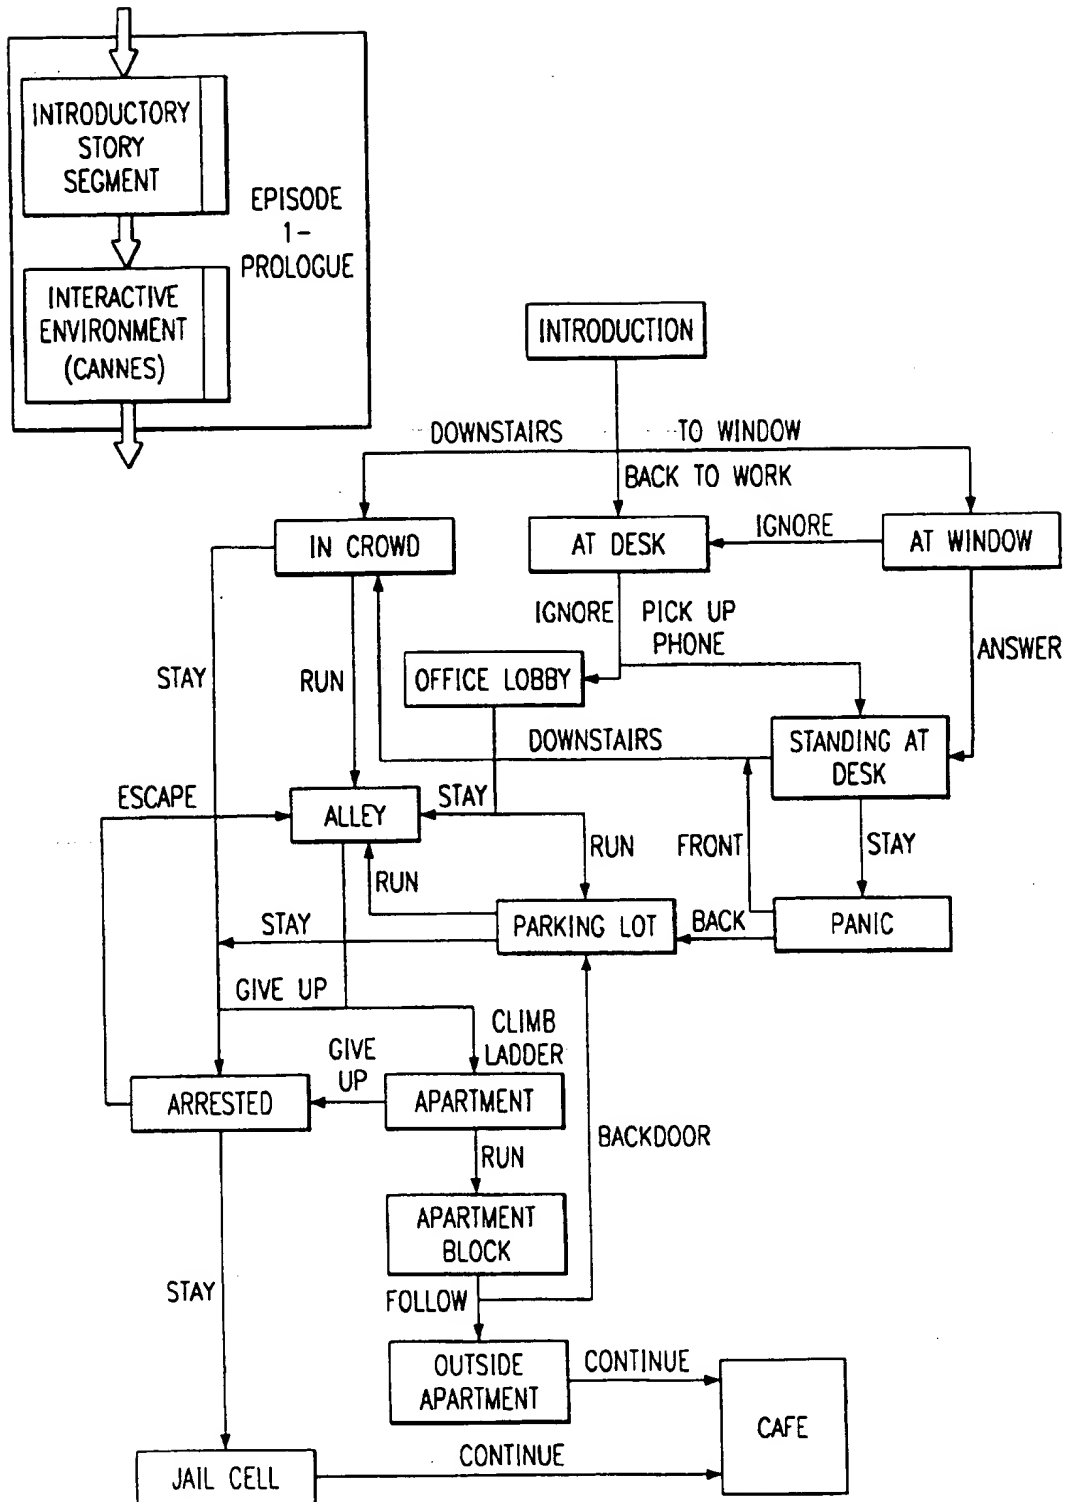 INTRODUCTORY
STORY
SEGMENT
EPISODE
1-
PROLOGUE
INTERACTIVE
ENVIRONMENT
(CANNES)
INTRODUCTION
DOWNSTAIRS
TO WINDOW
BACK TO WORK
IN CROWD
AT DESK
IGNORE
AT WINDOW
IGNORE
PICK UP
PHONE
ANSWER
STAY
RUN
OFFICE LOBBY
DOWNSTAIRS
STANDING AT
DESK
ESCAPE
ALLEY
STAY
RUN
FRONT
STAY
RUN
STAY
PARKING LOT
BACK
PANIC
GIVE UP
CLIMB
LADDER
GIVE
UP
ARRESTED
APARTMENT
BACKDOOR
RUN
APARTMENT
BLOCK
STAY
FOLLOW
OUTSIDE
APARTMENT
CONTINUE
CAFE
JAIL CELL
CONTINUE